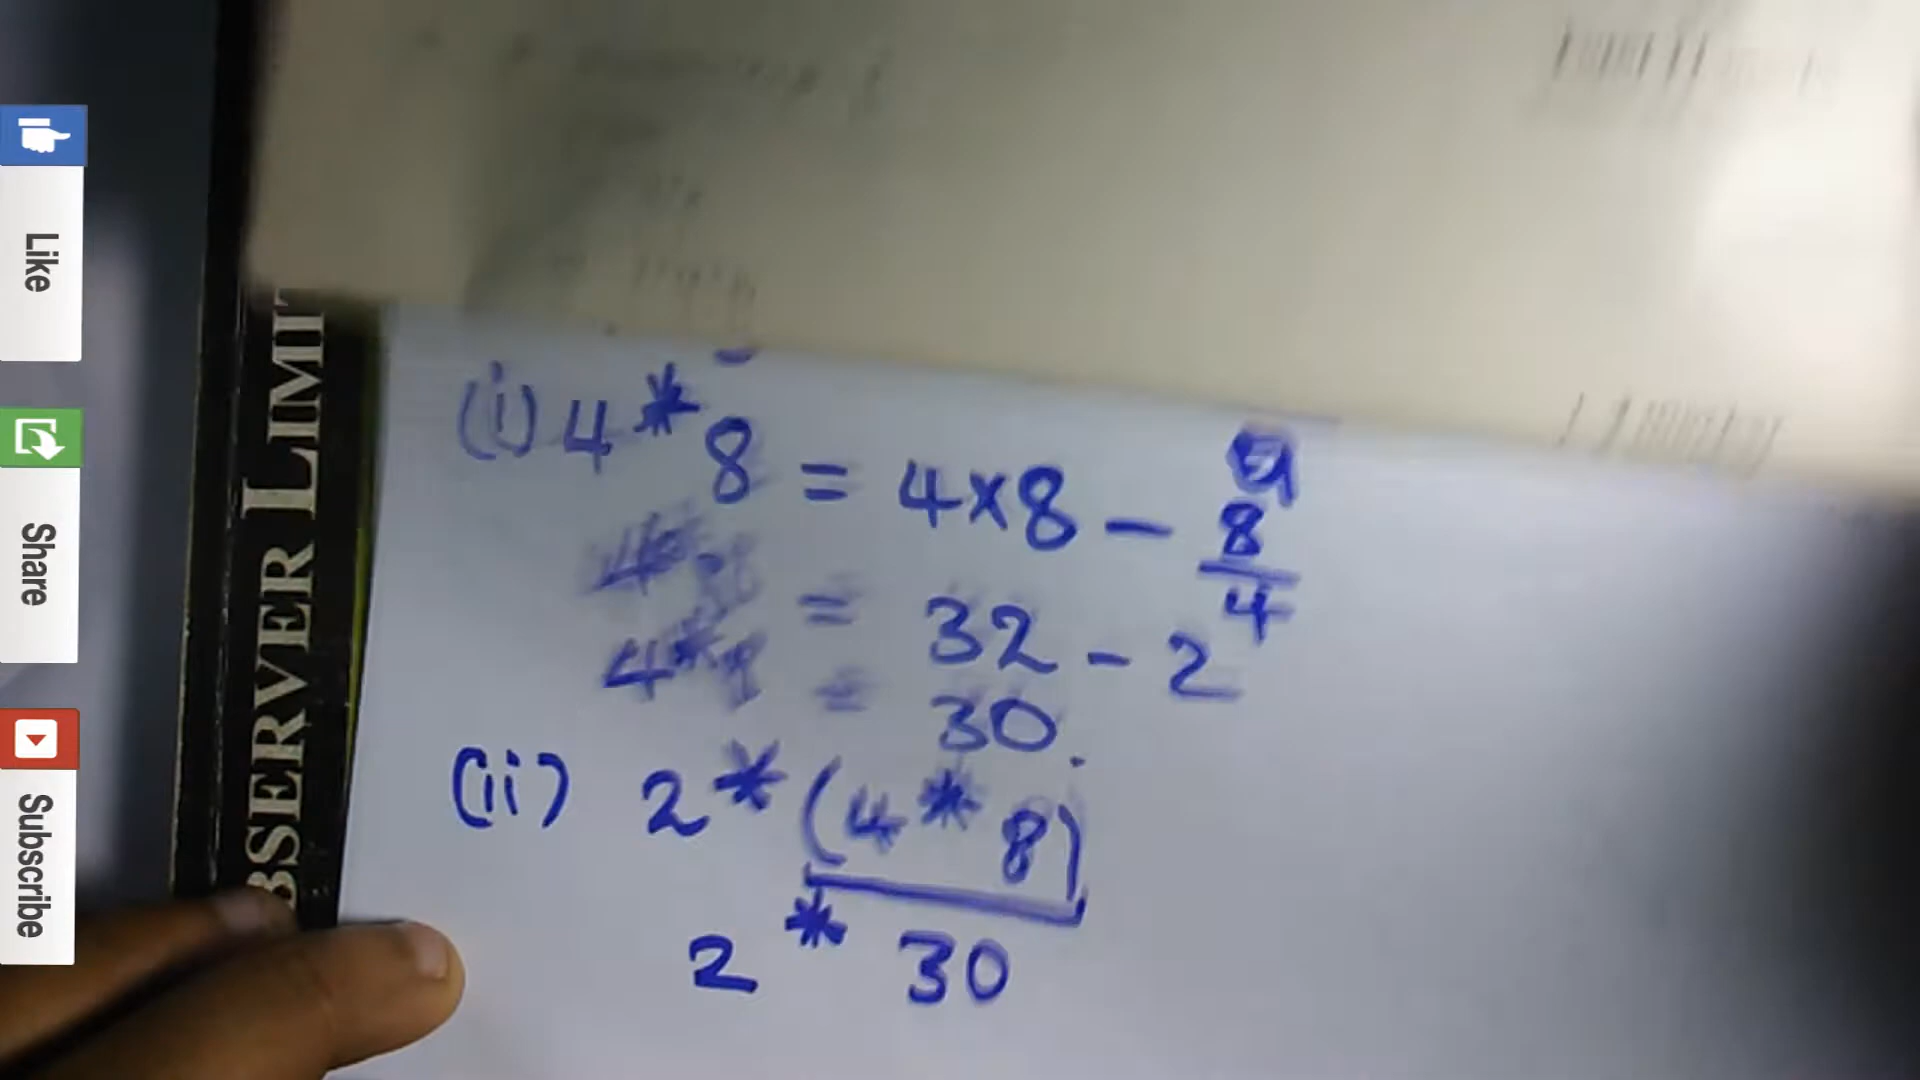 Like
Share
Subscribe
BSERVER LIMIT
(i) 4 * 8 = 4 x 8 - 8/4
= 32 - 2
= 30.
(ii) 2 * (4 * 8)
2 * 30